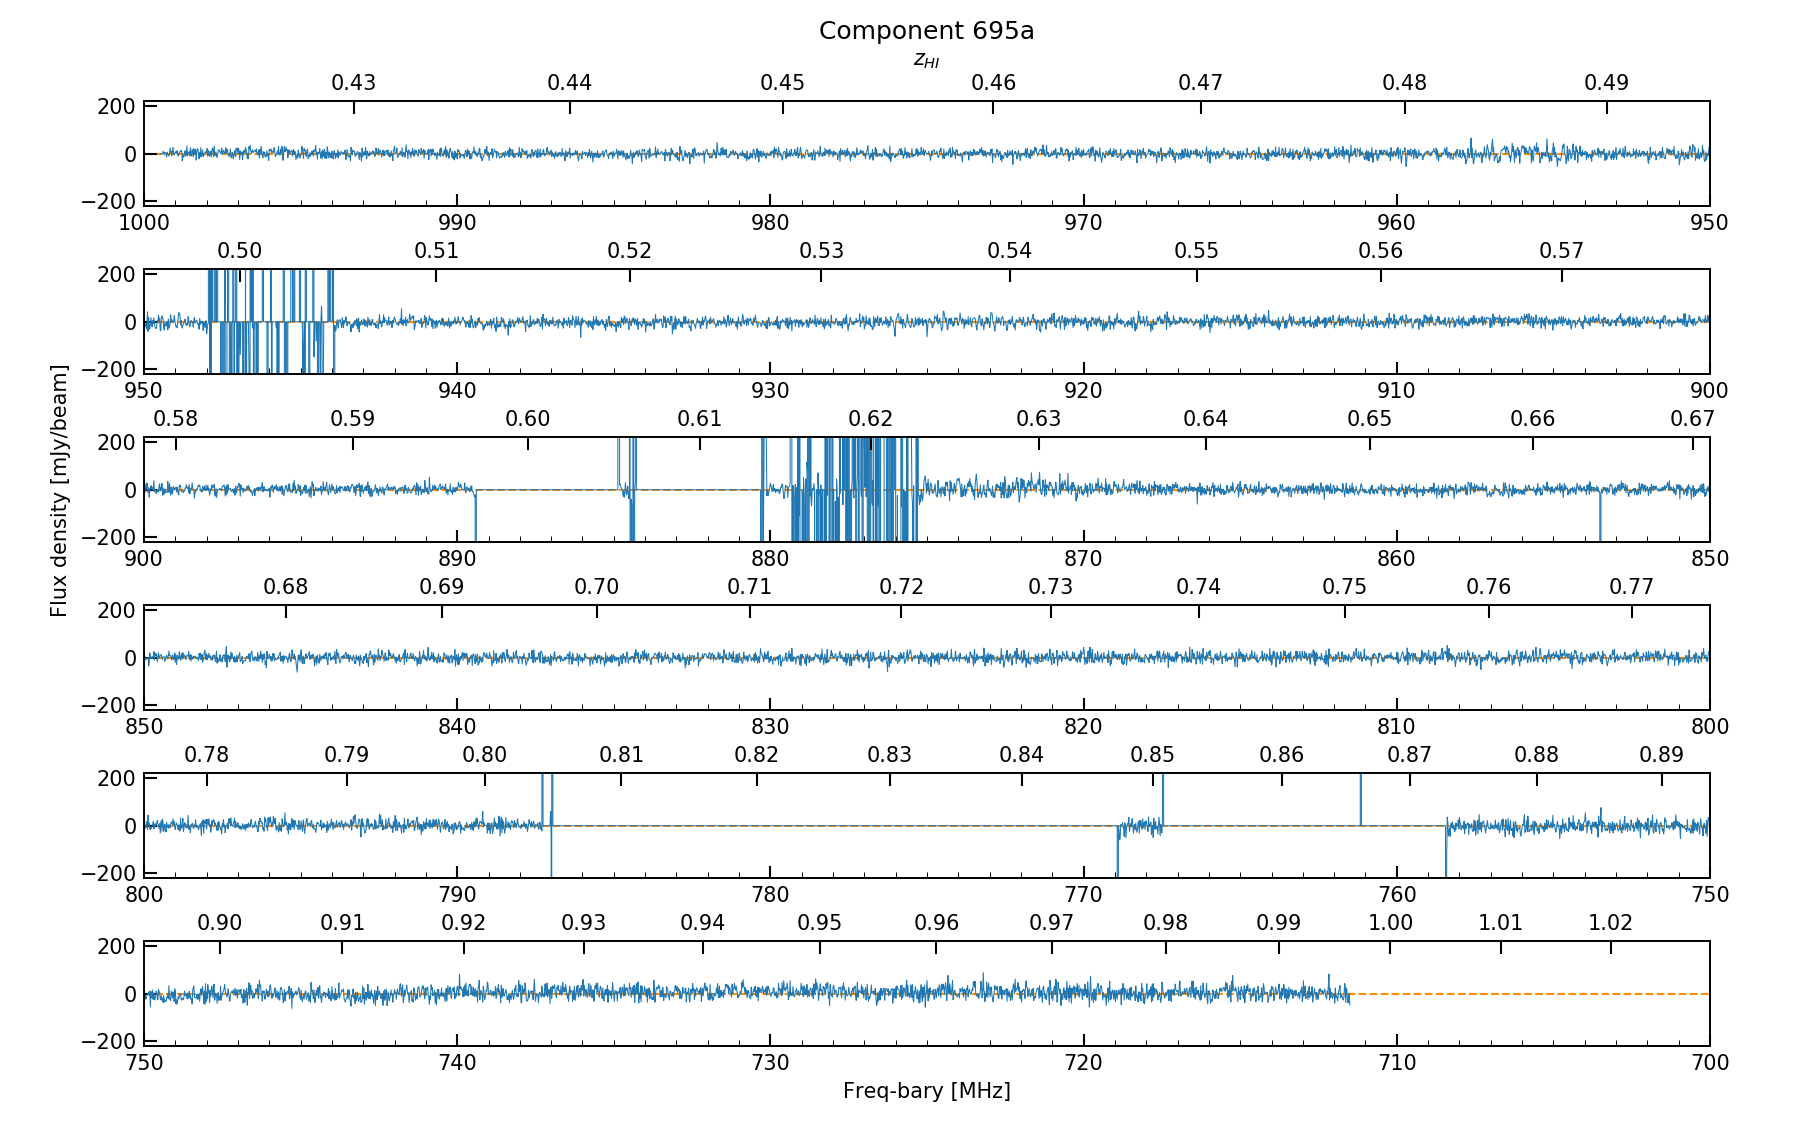 Component 695a
z_HI
0.43 0.44 0.45 0.46 0.47 0.48 0.49
200
0
−200
1000 990 980 970 960 950
0.50 0.51 0.52 0.53 0.54 0.55 0.56 0.57
200
0
−200
950 940 930 920 910 900
0.58 0.59 0.60 0.61 0.62 0.63 0.64 0.65 0.66 0.67
200
0
−200
900 890 880 870 860 850
Flux density [mJy/beam]
0.68 0.69 0.70 0.71 0.72 0.73 0.74 0.75 0.76 0.77
200
0
−200
850 840 830 820 810 800
0.78 0.79 0.80 0.81 0.82 0.83 0.84 0.85 0.86 0.87 0.88 0.89
200
0
−200
800 790 780 770 760 750
0.90 0.91 0.92 0.93 0.94 0.95 0.96 0.97 0.98 0.99 1.00 1.01 1.02
200
0
−200
750 740 730 720 710 700
Freq-bary [MHz]